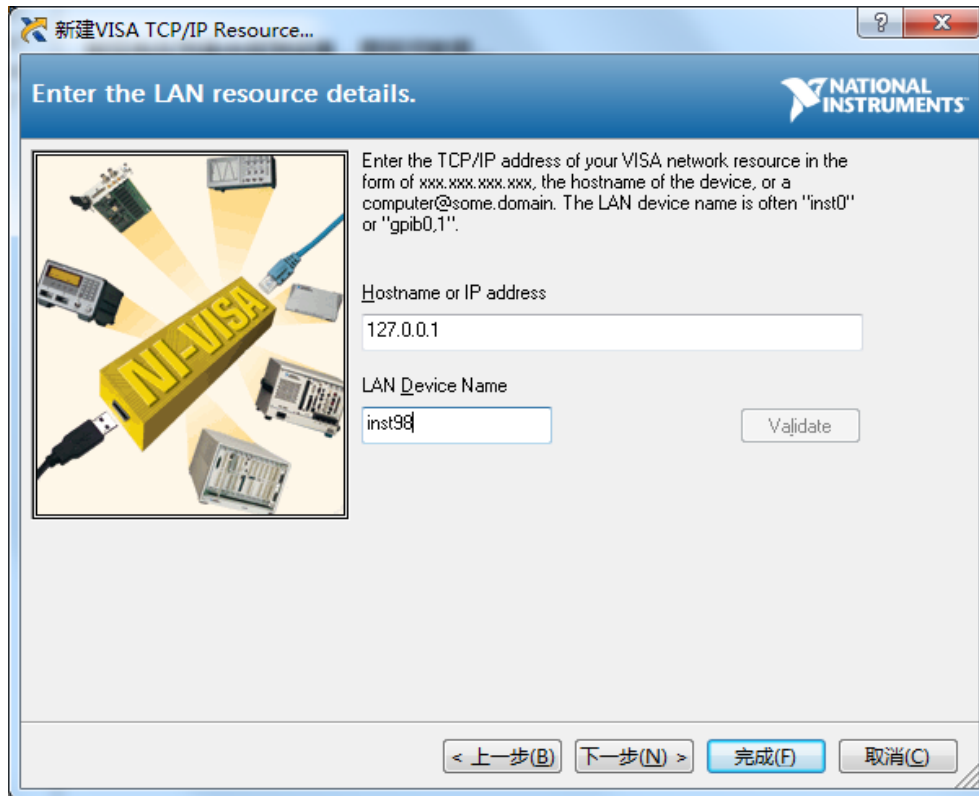 新建VISA TCP/IP Resource...
Enter the LAN resource details.
NATIONAL
INSTRUMENTS
Enter the TCP/IP address of your VISA network resource in the
form of xxx.xxx.xxx.xxx, the hostname of the device, or a
computer@some.domain. The LAN device name is often "inst0"
or "gpib0,1".
NI-VISA
Hostname or IP address
127.0.0.1
LAN Device Name
inst98
Validate
< 上一步(B)
下一步(N) >
完成(F)
取消(C)